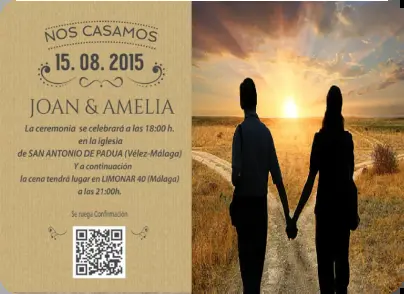 NOS CASAMOS
15. 08. 2015
JOAN & AMELIA
La ceremonia se celebrará a las 18:00 h.
en la iglesia
de SAN ANTONIO DE PADUA (Vélez-Málaga)
Y a continuación
la cena tendrá lugar en LIMONAR 40 (Málaga)
a las 21:00h.
Se ruega Confirmación